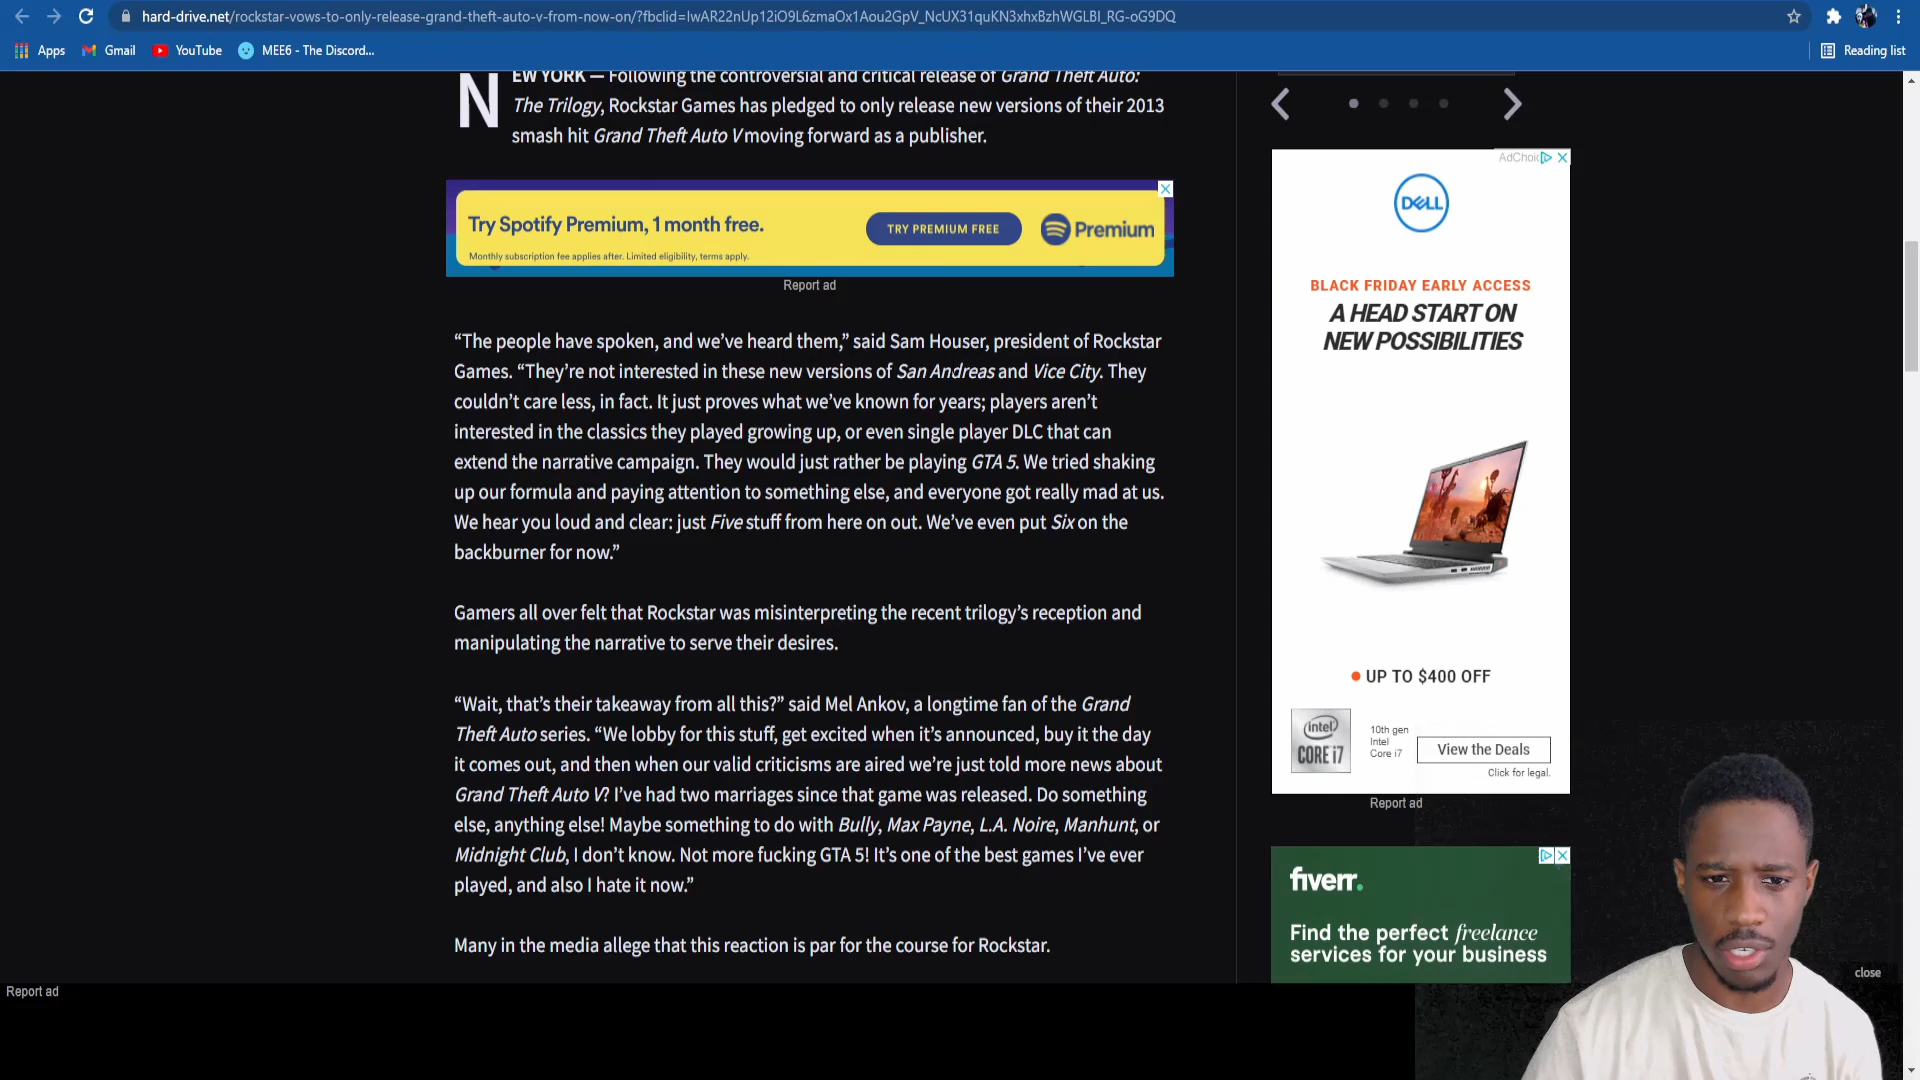 hard-drive.net/rockstar-vows-to-only-release-grand-theft-auto-v-from-now-on/?fbclid=IwAR22nUp12iO9L6zmaOx1Aou2GpV_NcUX31quKN3xhxBzhWGLBI_RG-oG9DQ
Apps
Gmail
YouTube
MEE6 - The Discord...
Reading list
NEW YORK — Following the controversial and critical release of Grand Theft Auto:
The Trilogy, Rockstar Games has pledged to only release new versions of their 2013
smash hit Grand Theft Auto V moving forward as a publisher.
Try Spotify Premium, 1 month free.
Monthly subscription fee applies after. Limited eligibility, terms apply.
TRY PREMIUM FREE
Premium
Report ad
“The people have spoken, and we’ve heard them,” said Sam Houser, president of Rockstar
Games. “They’re not interested in these new versions of San Andreas and Vice City. They
couldn’t care less, in fact. It just proves what we’ve known for years; players aren’t
interested in the classics they played growing up, or even single player DLC that can
extend the narrative campaign. They would just rather be playing GTA 5. We tried shaking
up our formula and paying attention to something else, and everyone got really mad at us.
We hear you loud and clear: just Five stuff from here on out. We’ve even put Six on the
backburner for now.”
Gamers all over felt that Rockstar was misinterpreting the recent trilogy’s reception and
manipulating the narrative to serve their desires.
“Wait, that’s their takeaway from all this?” said Mel Ankov, a longtime fan of the Grand
Theft Auto series. “We lobby for this stuff, get excited when it’s announced, buy it the day
it comes out, and then when our valid criticisms are aired we’re just told more news about
Grand Theft Auto V? I’ve had two marriages since that game was released. Do something
else, anything else! Maybe something to do with Bully, Max Payne, L.A. Noire, Manhunt, or
Midnight Club, I don’t know. Not more fucking GTA 5! It’s one of the best games I’ve ever
played, and also I hate it now.”
Many in the media allege that this reaction is par for the course for Rockstar.
Report ad
AdChoic
DELL
BLACK FRIDAY EARLY ACCESS
A HEAD START ON
NEW POSSIBILITIES
UP TO $400 OFF
intel
CORE i7
10th gen
Intel
Core i7
View the Deals
Click for legal.
Report ad
fiverr.
Find the perfect freelance
services for your business
close